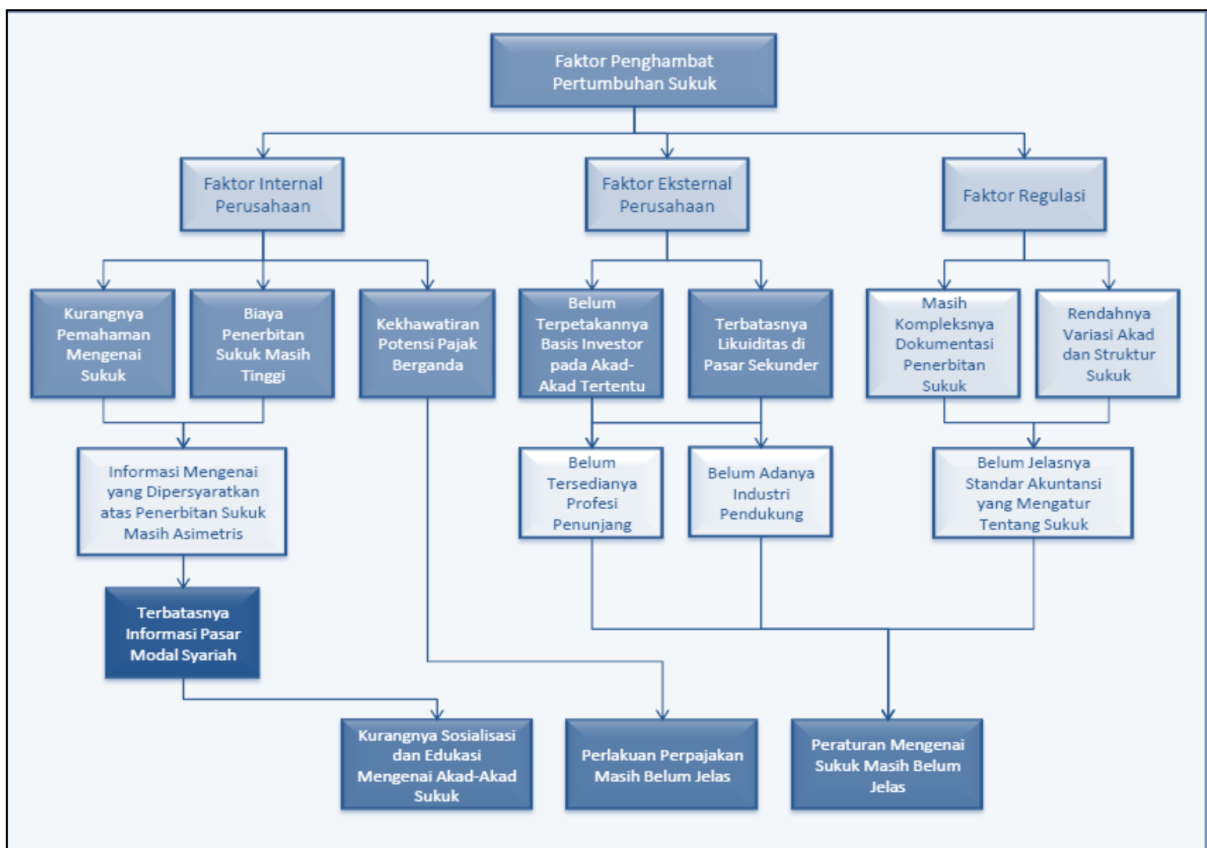 Faktor Penghambat
Pertumbuhan Sukuk
Faktor Internal
Perusahaan
Faktor Eksternal
Perusahaan
Faktor Regulasi
Kurangnya
Pemahaman
Mengenai
Sukuk
Biaya
Penerbitan
Sukuk Masih
Tinggi
Kekhawatiran
Potensi Pajak
Berganda
Belum
Terpetakannya
Basis Investor
pada Akad-
Akad Tertentu
Terbatasnya
Likuiditas di
Pasar Sekunder
Masih
Kompleksnya
Dokumentasi
Penerbitan
Sukuk
Rendahnya
Variasi Akad
dan Struktur
Sukuk
Informasi Mengenai
yang Dipersyaratkan
atas Penerbitan Sukuk
Masih Asimetris
Belum
Tersedianya
Profesi
Penunjang
Belum Adanya
Industri
Pendukung
Belum Jelasnya
Standar Akuntansi
yang Mengatur
Tentang Sukuk
Terbatasnya
Informasi Pasar
Modal Syariah
Kurangnya Sosialisasi
dan Edukasi
Mengenai Akad-Akad
Sukuk
Perlakuan Perpajakan
Masih Belum Jelas
Peraturan Mengenai
Sukuk Masih Belum
Jelas